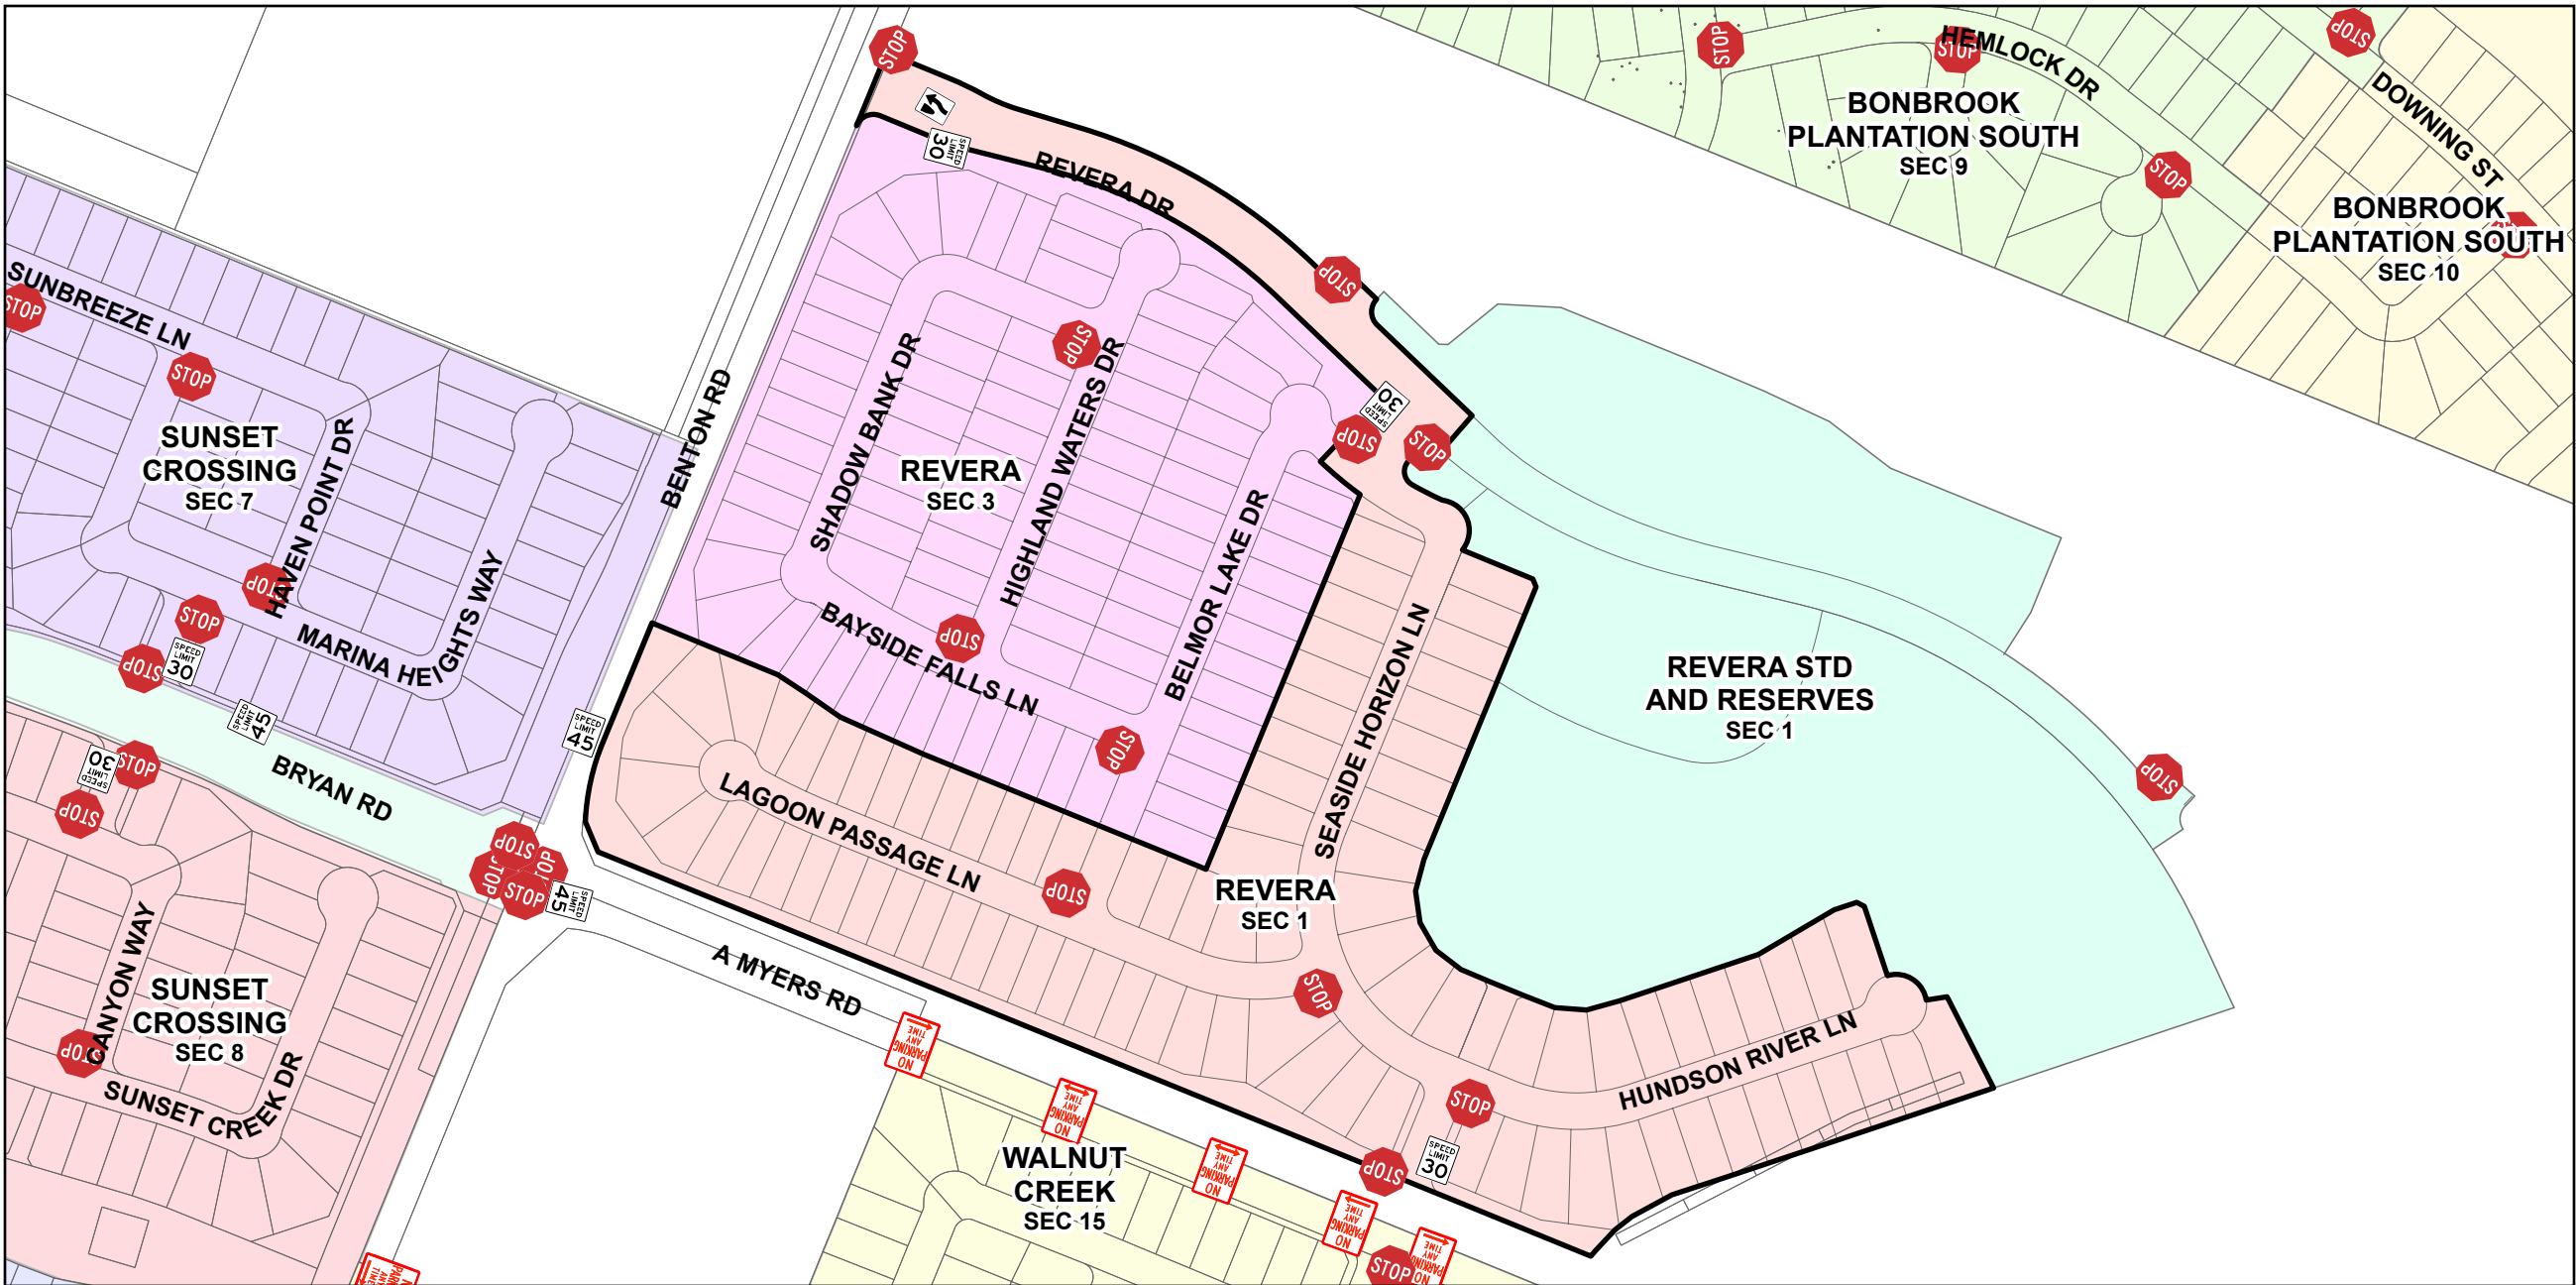 STOP
STOP
STOP
STOP
HEMLOCK DR
DOWNING ST
BONBROOK
PLANTATION SOUTH
SEC 9
STOP
BONBROOK
PLANTATION SOUTH
SEC 10
SPEED
LIMIT
30
REVERA DR
STOP
SUNBREEZE LN
STOP
STOP
STOP
BENTON RD
SPEED
LIMIT
30
STOP
STOP
SUNSET
CROSSING
SEC 7
HAVEN POINT DR
SHADOW BANK DR
REVERA
SEC 3
HIGHLAND WATERS DR
BELMOR LAKE DR
STOP
STOP
STOP
SPEED
LIMIT
30
MARINA HEIGHTS WAY
BAYSIDE FALLS LN
STOP
SEASIDE HORIZON LN
REVERA STD
AND RESERVES
SEC 1
SPEED
LIMIT
45
SPEED
LIMIT
45
STOP
STOP
STOP
SPEED
LIMIT
30
BRYAN RD
STOP
LAGOON PASSAGE LN
STOP
STOP
STOP
SPEED
LIMIT
45
STOP
REVERA
SEC 1
CANYON WAY
A MYERS RD
STOP
SUNSET
CROSSING
SEC 8
STOP
SUNSET CREEK DR
HUNDSON RIVER LN
NO
PARKING
ANY
TIME
NO
PARKING
ANY
TIME
STOP
WALNUT
CREEK
SEC 15
NO
PARKING
ANY
TIME
STOP
SPEED
LIMIT
30
NO
PARKING
ANY
TIME
STOP
NO
PARKING
ANY
TIME